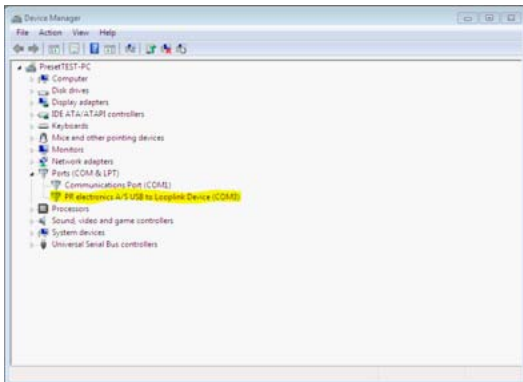 Device Manager
File Action View Help
PresetTEST-PC
Computer
Disk drives
Display adapters
IDE ATA/ATAPI controllers
Keyboards
Mice and other pointing devices
Monitors
Network adapters
Ports (COM & LPT)
Communications Port (COM1)
PR electronics A/S USB to Looplink Device (COM3)
Processors
Sound, video and game controllers
System devices
Universal Serial Bus controllers